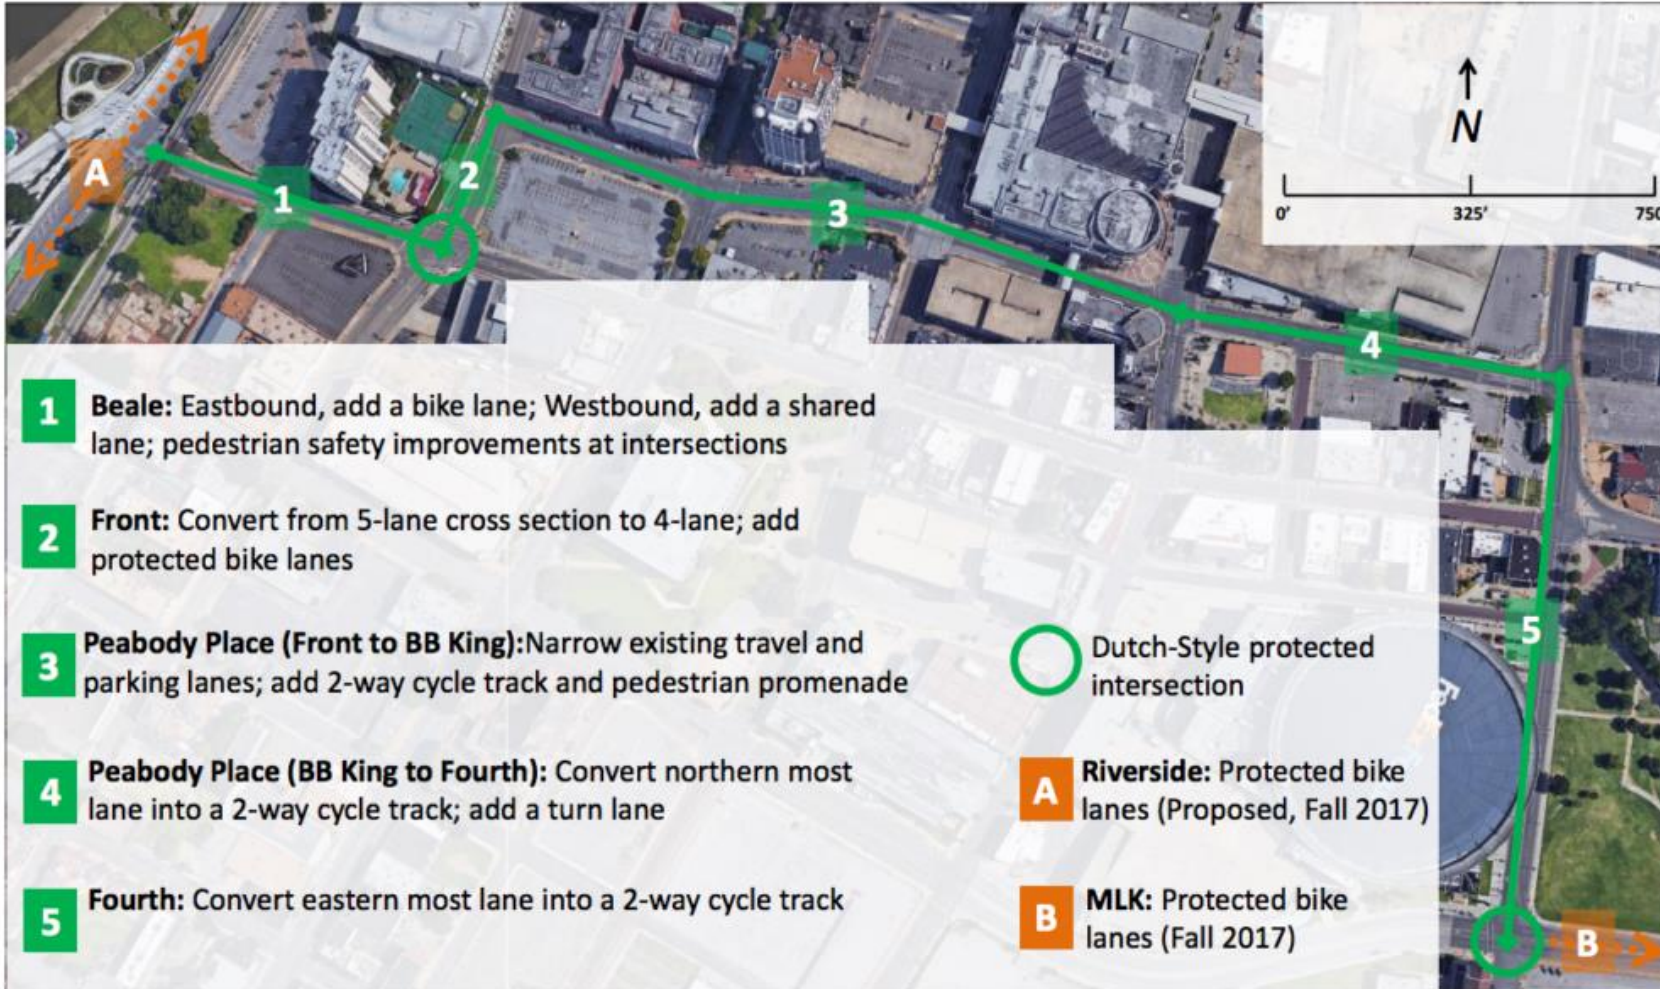 A
1
2
3
4
5
B
N
0' 325' 750
1 Beale: Eastbound, add a bike lane; Westbound, add a shared
lane; pedestrian safety improvements at intersections
2 Front: Convert from 5-lane cross section to 4-lane; add
protected bike lanes
3 Peabody Place (Front to BB King):Narrow existing travel and
parking lanes; add 2-way cycle track and pedestrian promenade
4 Peabody Place (BB King to Fourth): Convert northern most
lane into a 2-way cycle track; add a turn lane
5 Fourth: Convert eastern most lane into a 2-way cycle track
Dutch-Style protected
intersection
A Riverside: Protected bike
lanes (Proposed, Fall 2017)
B MLK: Protected bike
lanes (Fall 2017)